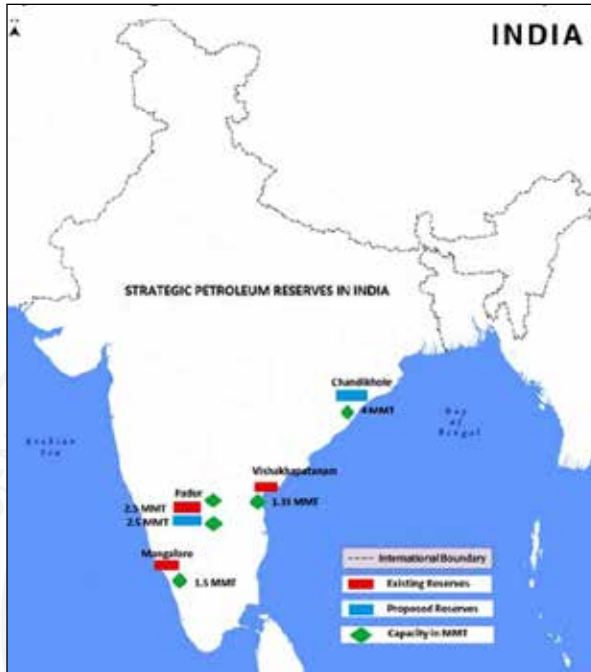 INDIA
STRATEGIC PETROLEUM RESERVES IN INDIA
Chandikhole
4 MMT
Bay
of
Bengal
Arabian
Sea
Vishakhapatanam
1.33 MMT
Padur
2.5 MMT
2.5 MMT
Mangalore
1.5 MMT
International Boundary
Existing Reserves
Proposed Reserves
Capacity in MMT